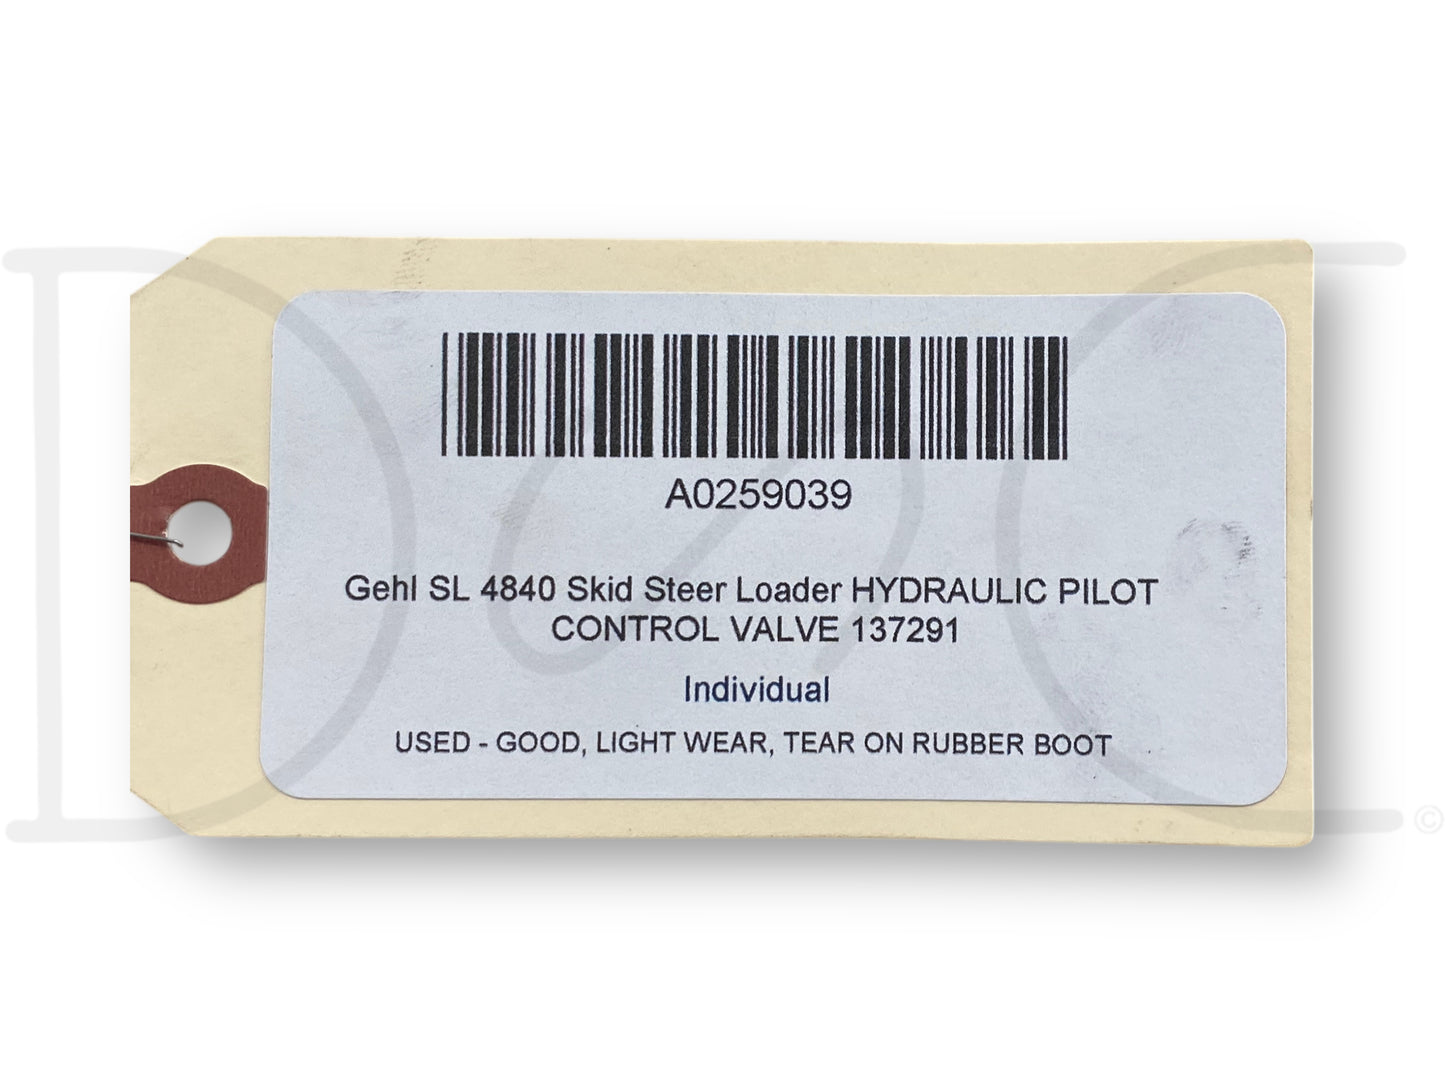 A0259039
Gehl SL 4840 Skid Steer Loader HYDRAULIC PILOT
CONTROL VALVE 137291
Individual
USED - GOOD, LIGHT WEAR, TEAR ON RUBBER BOOT
©